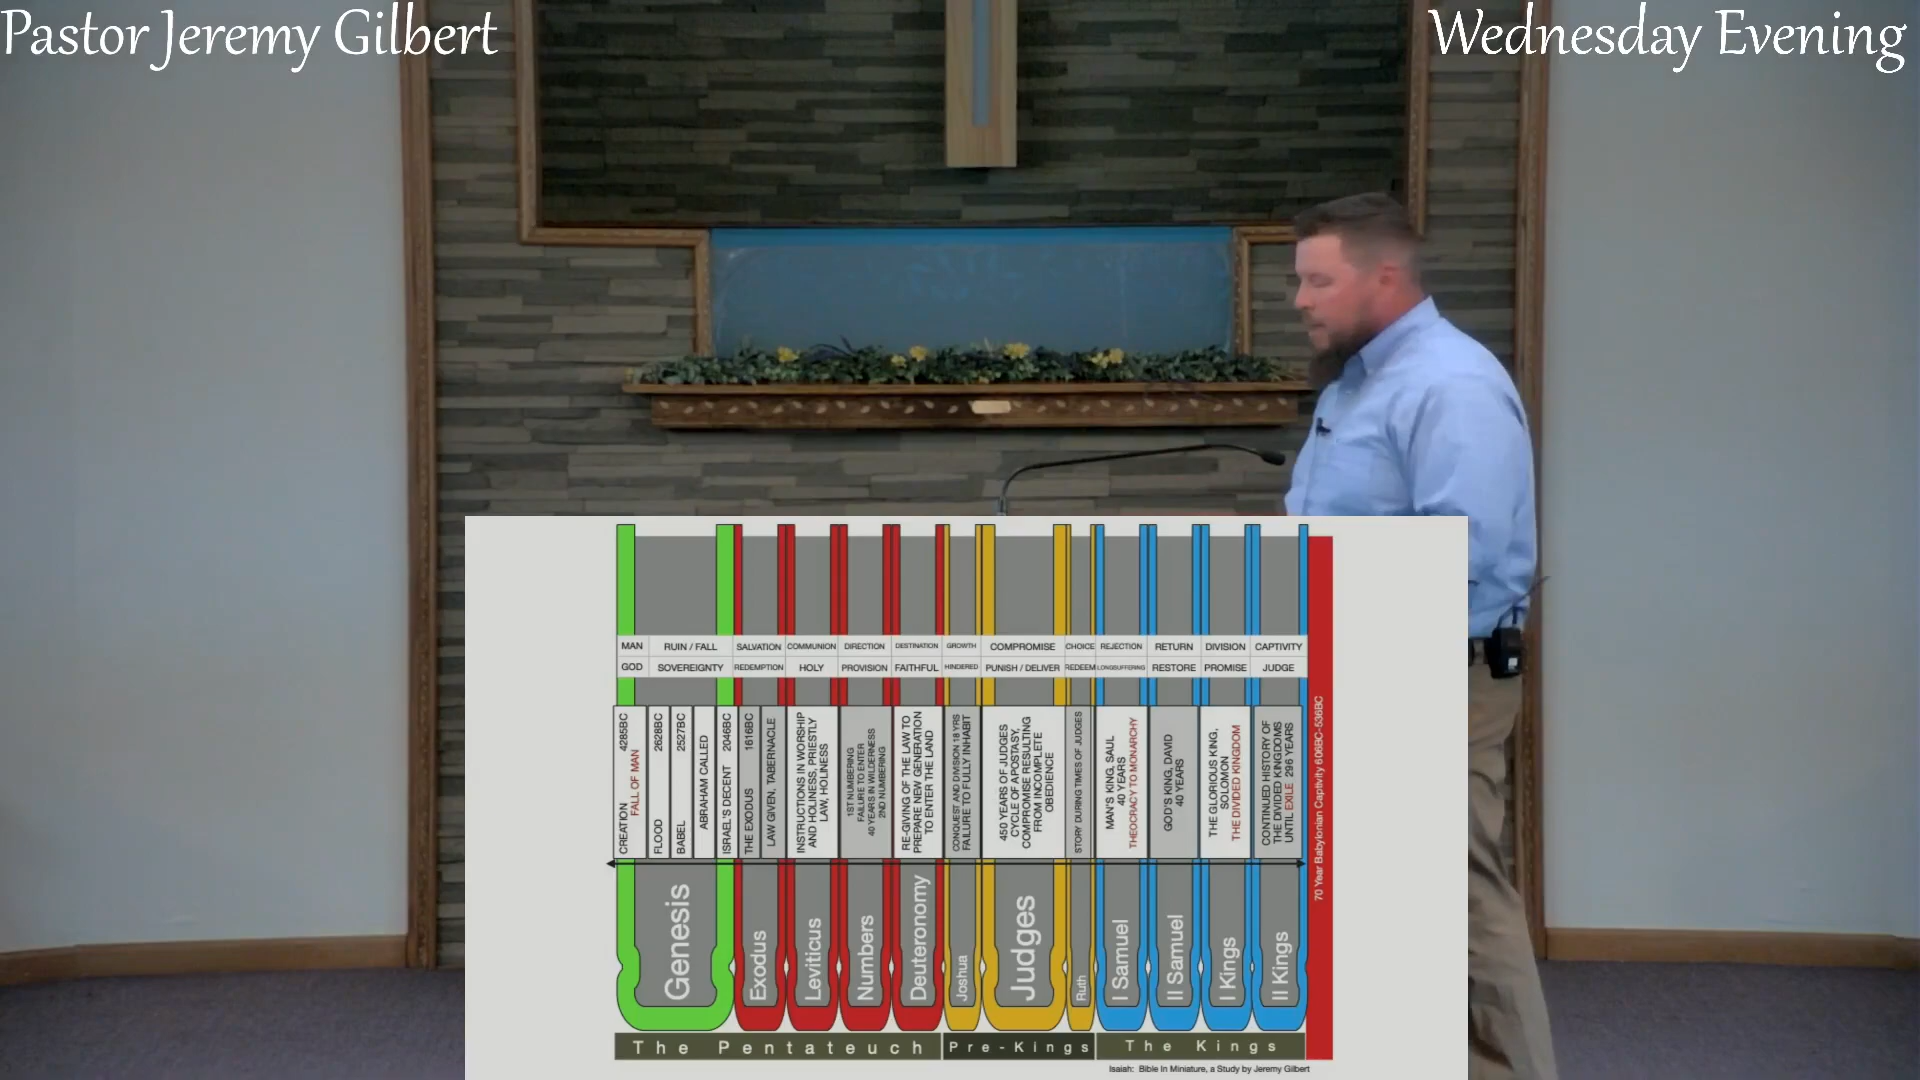 Pastor Jeremy Gilbert
Wednesday Evening
MAN
RUIN / FALL
SALVATION
COMMUNION
DIRECTION
DESTINATION
GROWTH
COMPROMISE
CHOICE
REJECTION
RETURN
DIVISION
CAPTIVITY
GOD
SOVEREIGNTY
REDEMPTION
HOLY
PROVISION
FAITHFUL
HINDERED
PUNISH / DELIVER
REDEEM
LONGSUFFERING
RESTORE
PROMISE
JUDGE
CREATION 4285BC
FALL OF MAN
FLOOD 2628BC
BABEL 2527BC
ABRAHAM CALLED
ISRAEL'S DECENT 2046BC
THE EXODUS 1616BC
LAW GIVEN, TABERNACLE
INSTRUCTIONS IN WORSHIP
AND HOLINESS, PRIESTLY
LAW, HOLINESS
1ST NUMBERING
FAILURE TO ENTER
40 YEARS IN WILDERNESS
2ND NUMBERING
RE-GIVING OF THE LAW TO
PREPARE NEW GENERATION
TO ENTER THE LAND
CONQUEST AND DIVISION 18 YRS
FAILURE TO FULLY INHABIT
450 YEARS OF JUDGES
CYCLE OF APOSTASY,
COMPROMISE RESULTING
FROM INCOMPLETE
OBEDIENCE
STORY DURING TIMES OF JUDGES
MAN'S KING, SAUL
40 YEARS
THEOCRACY TO MONARCHY
GOD'S KING, DAVID
40 YEARS
THE GLORIOUS KING,
SOLOMON
THE DIVIDED KINGDOM
CONTINUED HISTORY OF
THE DIVIDED KINGDOMS
UNTIL EXILE 296 YEARS
70 Year Babylonian Captivity 606BC-536BC
Genesis
Exodus
Leviticus
Numbers
Deuteronomy
Joshua
Judges
Ruth
I Samuel
II Samuel
I Kings
II Kings
The Pentateuch
Pre-Kings
The Kings
Isaiah: Bible In Miniature, a Study by Jeremy Gilbert